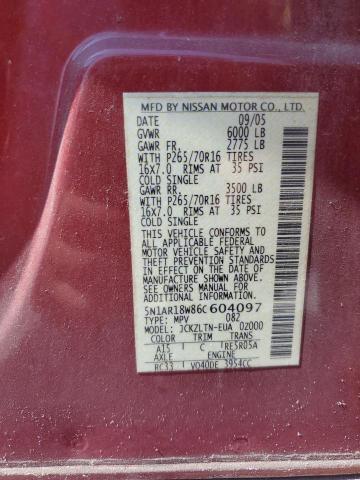 MFD BY NISSAN MOTOR CO., LTD.
DATE 09/05
GVWR 6000 LB
GAWR FR. 2775 LB
WITH P265/70R16 TIRES
16x7.0 RIMS AT 35 PSI
COLD SINGLE
GAWR RR. 3500 LB
WITH P265/70R16 TIRES
16x7.0 RIMS AT 35 PSI
COLD SINGLE
THIS VEHICLE CONFORMS TO
ALL APPLICABLE FEDERAL
MOTOR VEHICLE SAFETY AND
THEFT PREVENTION STANDARDS
IN EFFECT ON THE DATE OF
MANUFACTURE SHOWN ABOVE.
SEE OWNERS MANUAL
5N1AR18W86C604097
TYPE: MPV 082
MODEL: JCKZLTN-EUA 02000
COLOR TRIM TRANS
A15 C RE5R05A
AXLE ENGINE
RC33 VQ40DE 3954CC